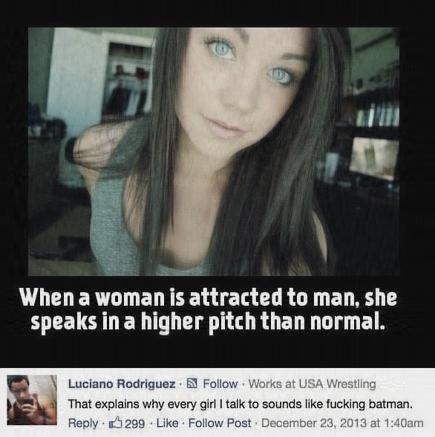 When a woman is attracted to man, she
speaks in a higher pitch than normal.
Luciano Rodriguez · Follow · Works at USA Wrestling
That explains why every girl I talk to sounds like fucking batman.
Reply · 299 · Like · Follow Post · December 23, 2013 at 1:40am